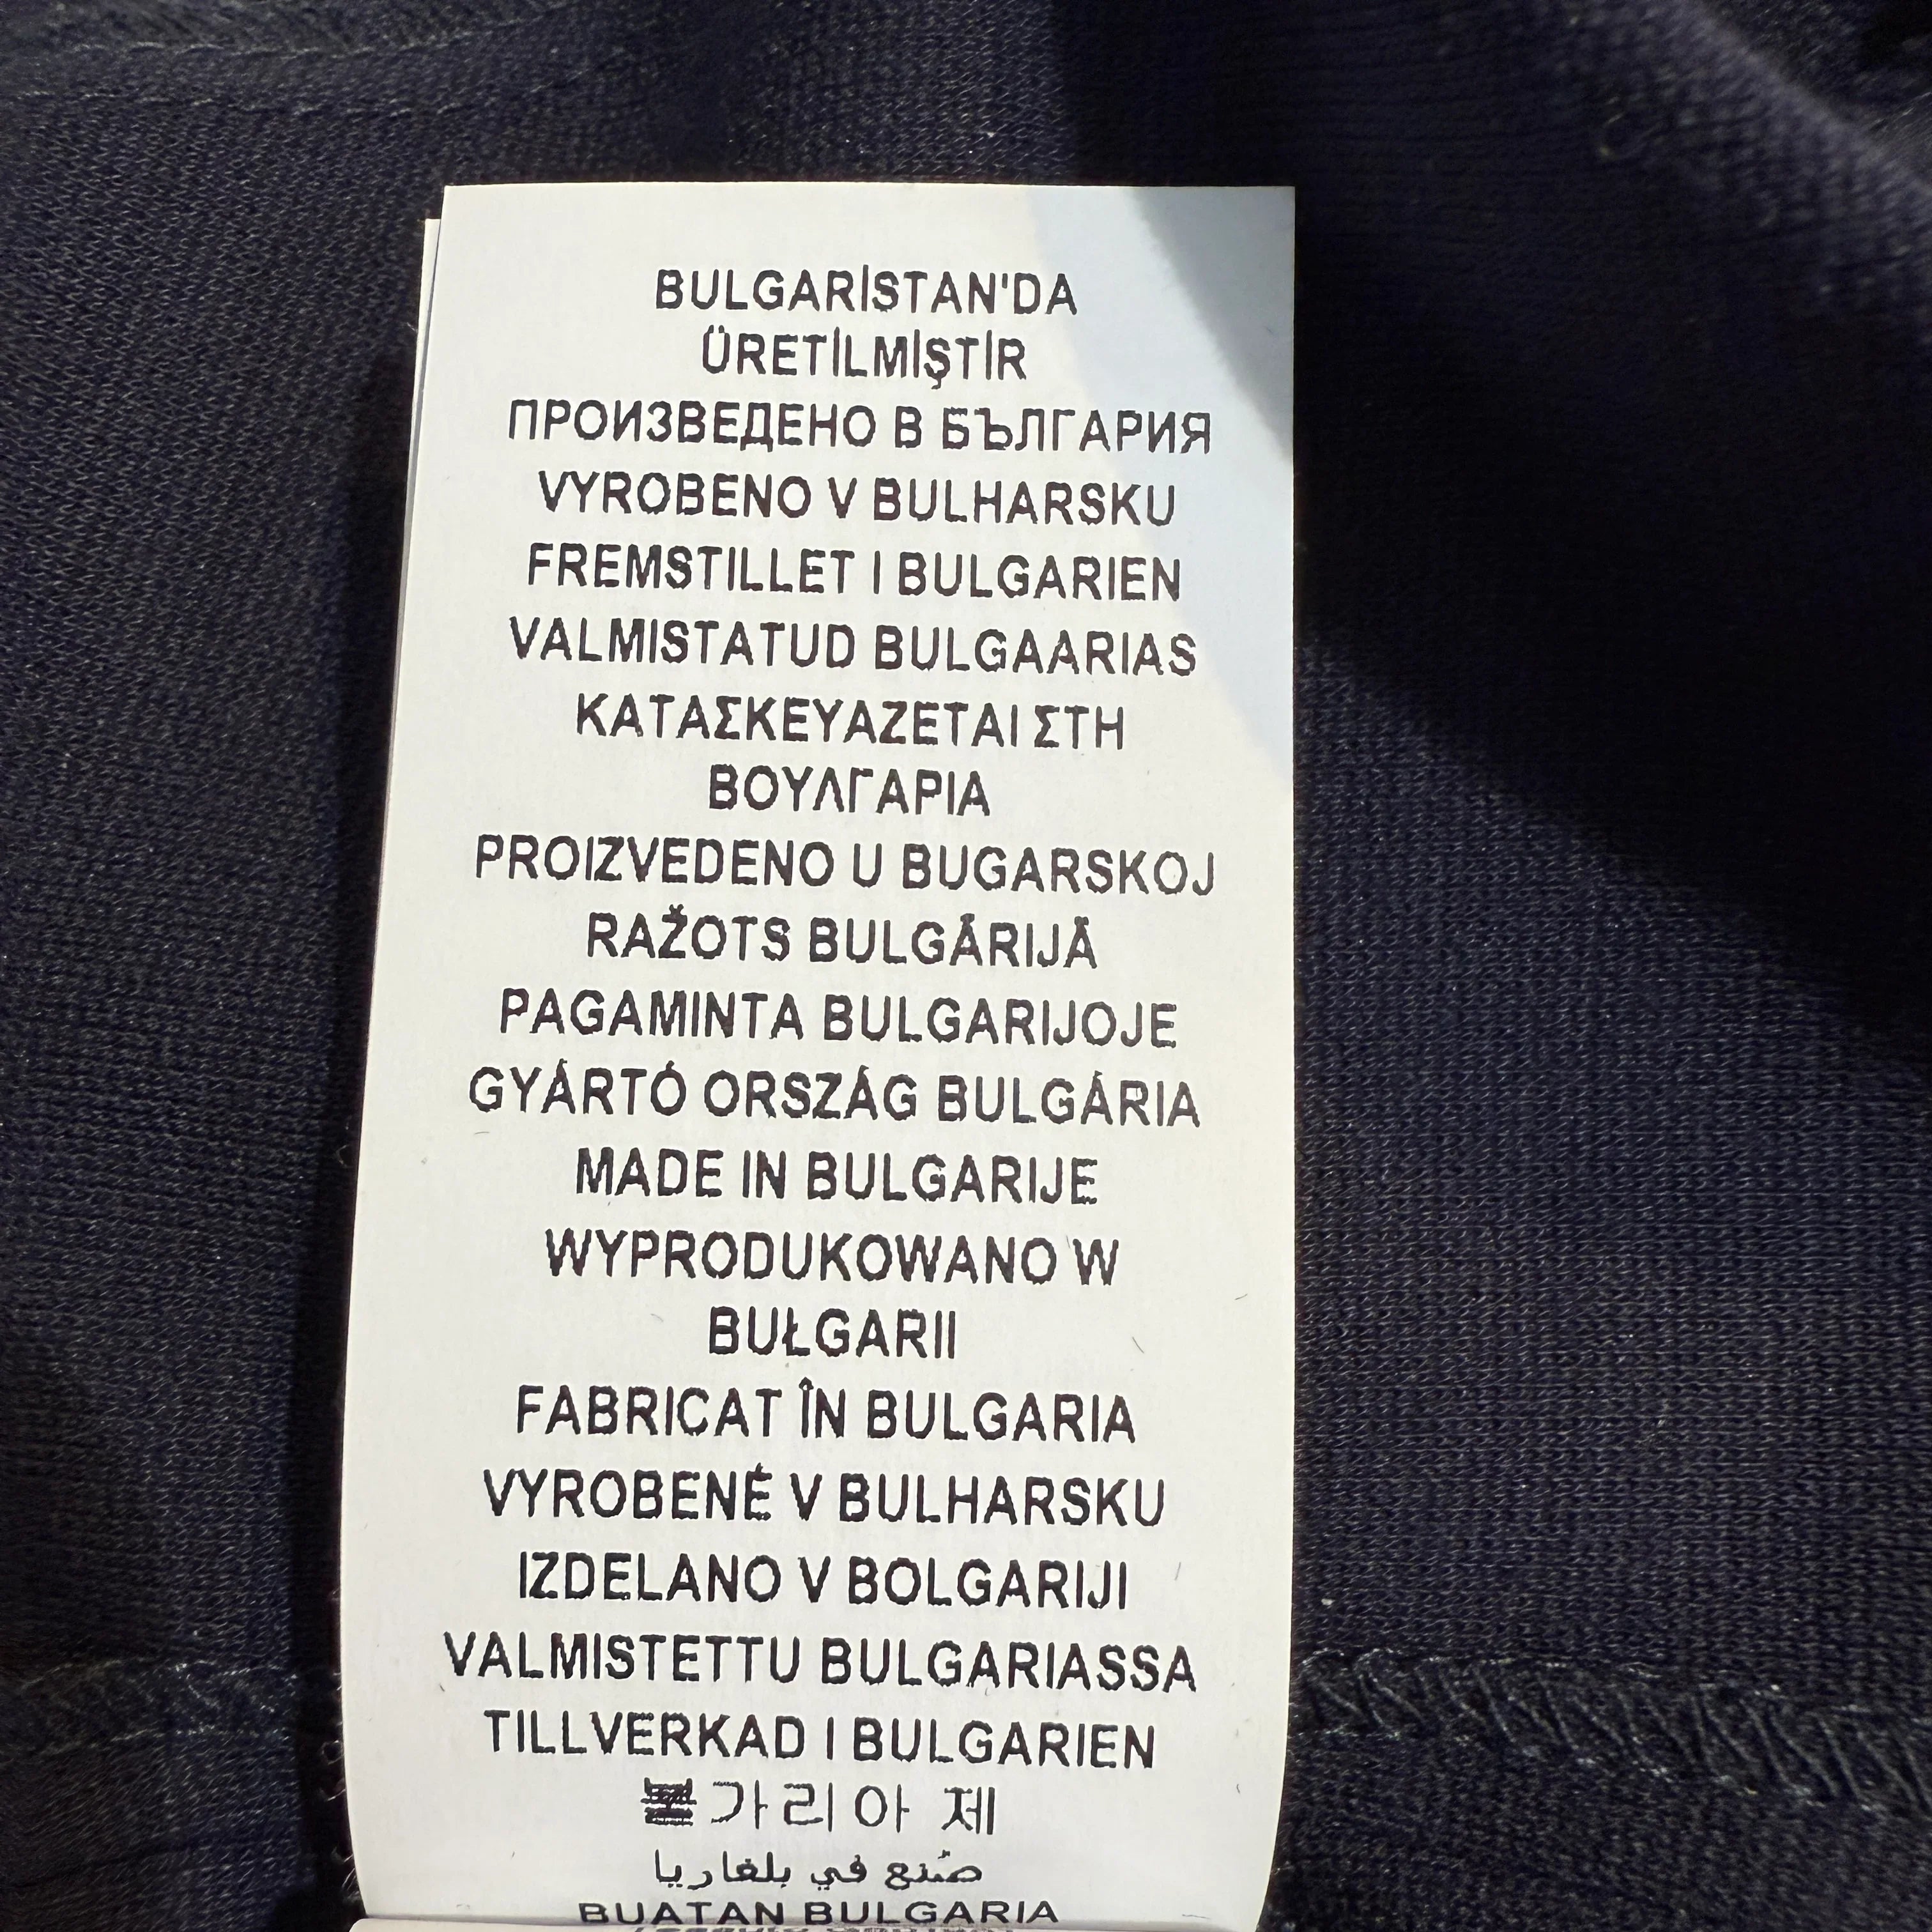 BULGARİSTAN'DA
ÜRETİLMİŞTİR
ПРОИЗВЕДЕНО В БЪЛГАРИЯ
VYROBENO V BULHARSKU
FREMSTILLET I BULGARIEN
VALMISTATUD BULGAARIAS
ΚΑΤΑΣΚΕΥΑΖΕΤΑΙ ΣΤΗ
ΒΟΥΛΓΑΡΙΑ
PROIZVEDENO U BUGARSKOJ
RAŽOTS BULGĀRIJĀ
PAGAMINTA BULGARIJOJE
GYÁRTÓ ORSZÁG BULGÁRIA
MADE IN BULGARIJE
WYPRODUKOWANO W
BUŁGARII
FABRICAT ÎN BULGARIA
VYROBENÉ V BULHARSKU
IZDELANO V BOLGARIJI
VALMISTETTU BULGARIASSA
TILLVERKAD I BULGARIEN
불가리아 제
صُنع في بلغاريا
BUATAN BULGARIA